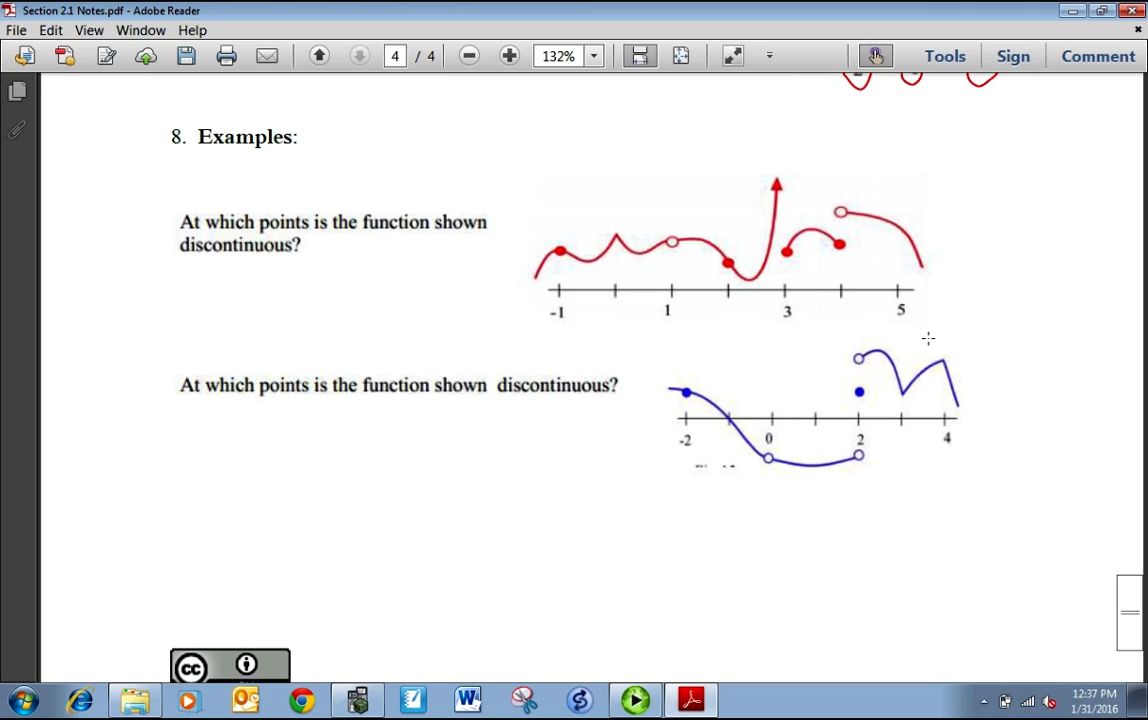 Section 2.1 Notes.pdf - Adobe Reader
File Edit View Window Help
4 / 4 132% Tools Sign Comment
8. Examples:
At which points is the function shown
discontinuous?
-1 1 3 5
At which points is the function shown discontinuous?
-2 0 2 4
cc
12:37 PM
1/31/2016